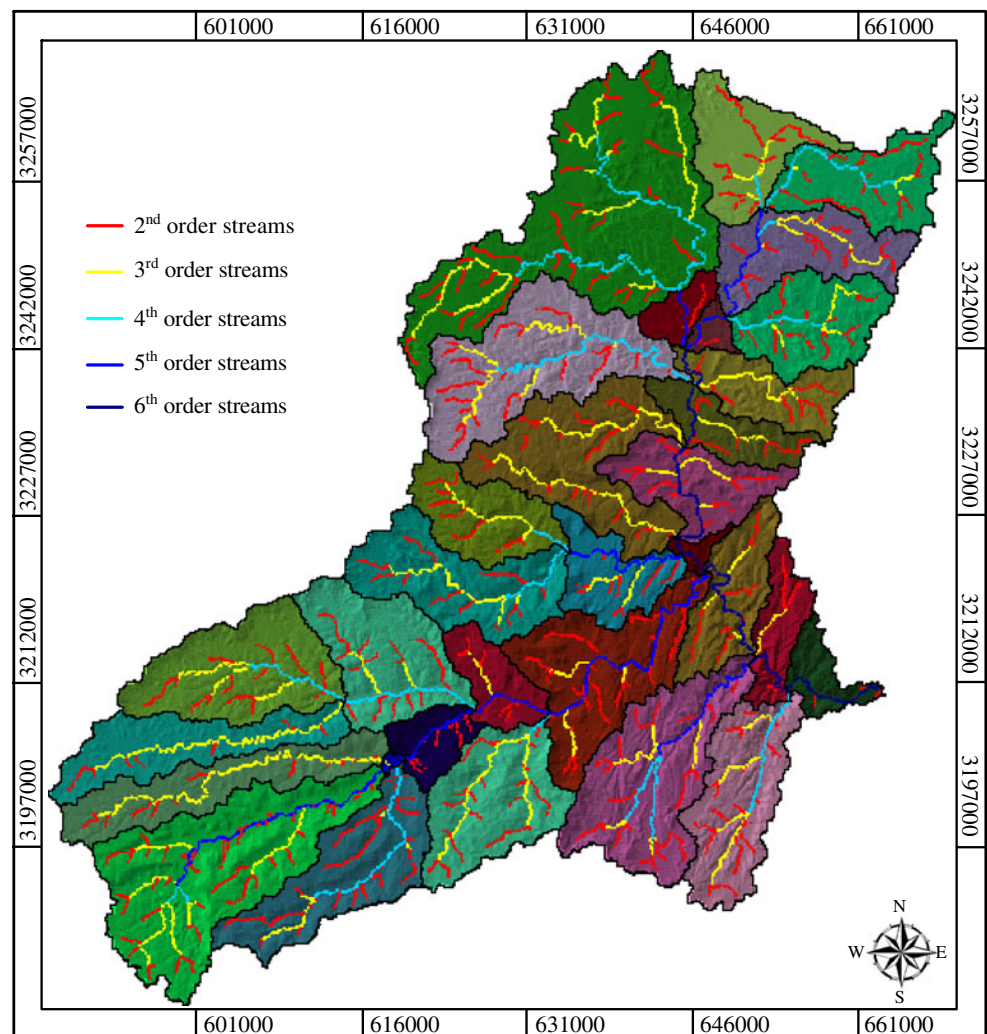 601000 616000 631000 646000 661000
3257000
3242000
3227000
3212000
3197000
2nd order streams
3rd order streams
4th order streams
5th order streams
6th order streams
3257000
3242000
3227000
3212000
3197000
N
W E
S
601000 616000 631000 646000 661000